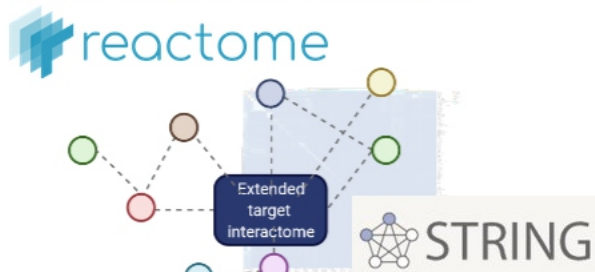 reactome
Extended
target
interactome
STRING